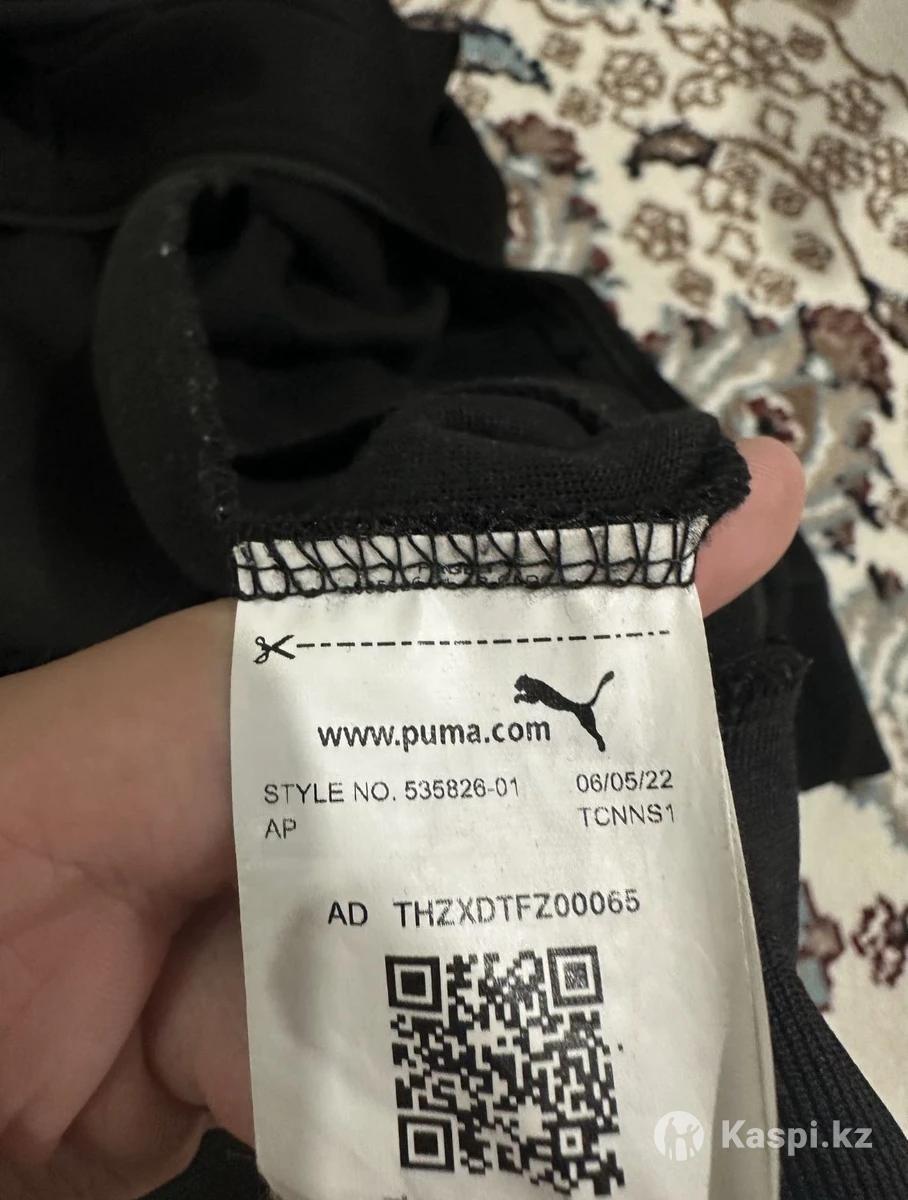 www.puma.com
STYLE NO. 535826-01 06/05/22
AP TCNNS1
AD THZXDTFZ00065
Kaspi.kz